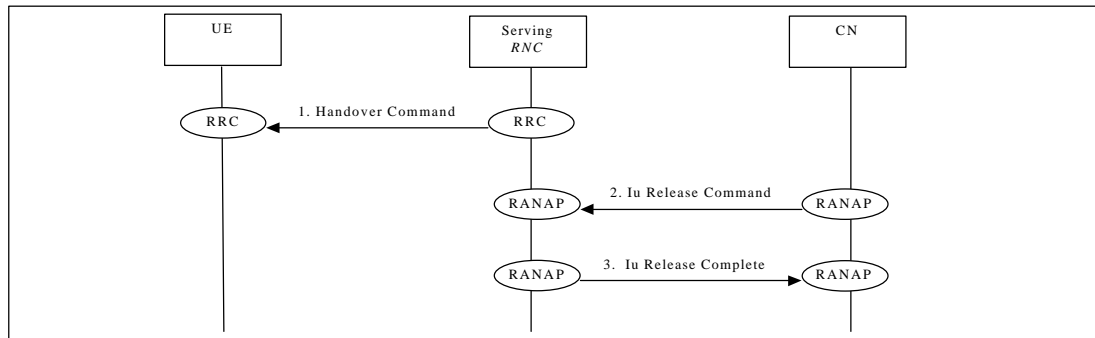 UE
Serving
RNC
CN
1. Handover Command
RRC
RRC
2. Iu Release Command
RANAP
RANAP
3. Iu Release Complete
RANAP
RANAP